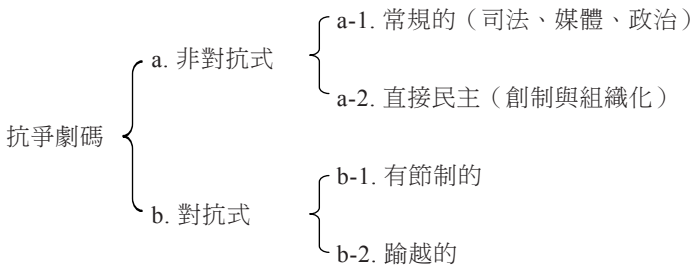 a-1. 常規的（司法、媒體、政治）
a. 非對抗式
a-2. 直接民主（創制與組織化）
抗爭劇碼
b-1. 有節制的
b. 對抗式
b-2. 踰越的